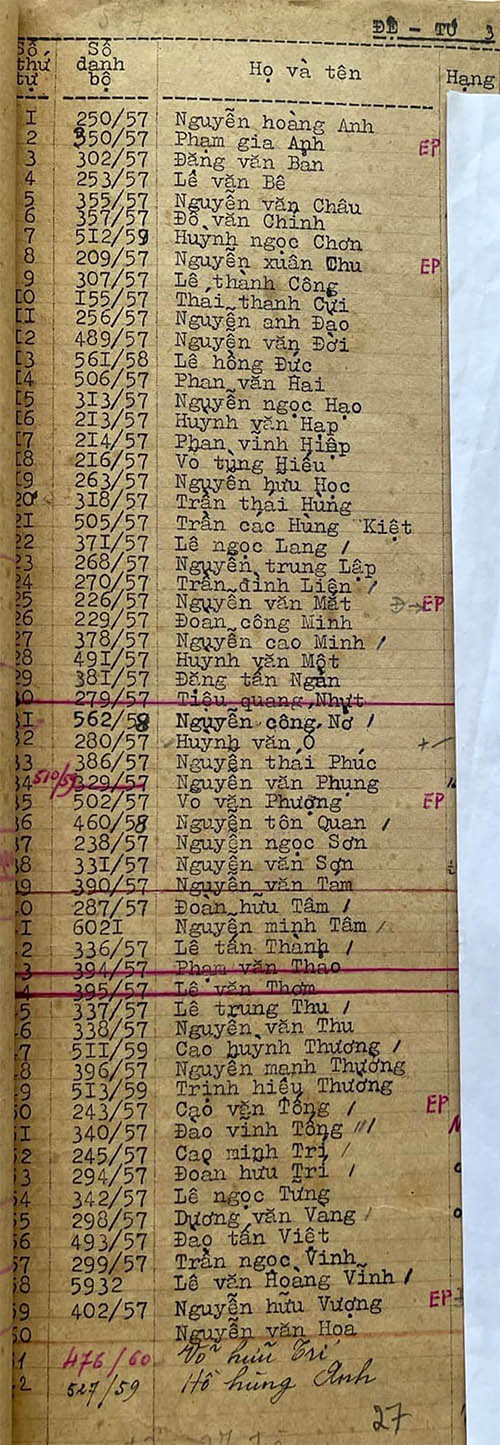 ĐỆ - TỨ 3
Số thứ tự Số danh bộ Họ và tên Hạng
I 250/57 Nguyễn hoàng Anh
2 350/57 Phạm gia Anh EP
3 302/57 Đặng văn Bản
4 253/57 Lê văn Bê
5 355/57 Nguyễn văn Châu
6 357/57 Đỗ văn Chính
7 512/59 Huỳnh ngọc Chơn
8 209/57 Nguyễn xuân Chu EP
9 307/57 Lê thành Công
IO 155/57 Thái thanh Cửi
II 256/57 Nguyễn anh Đào
I2 489/57 Nguyễn văn Đời
I3 56I/58 Lê hồng Đức
I4 506/57 Phan văn Hai
I5 3I3/57 Nguyễn ngọc Hạo
I6 2I3/57 Huỳnh văn Hạp
I7 2I4/57 Phan vĩnh Hiập
I8 2I6/57 Võ tùng Hiếu
I9 263/57 Nguyễn hữu Học
20 3I8/57 Trần thái Hùng
2I 505/57 Trần các Hùng Kiệt
22 37I/57 Lê ngọc Lang /
23 268/57 Nguyễn trung Lập
24 270/57 Trần đình Liên /
25 226/57 Nguyễn văn Mắt Đ→EP
26 229/57 Đoàn công Minh
27 378/57 Nguyễn cao Minh /
28 49I/57 Huỳnh văn Một
29 38I/57 Đặng tấn Ngàn
30 279/57 Tiêu quang Nhựt
3I 562/58 Nguyễn công Nở /
32 280/57 Huỳnh văn Ó +-
33 386/57 Nguyễn thái Phúc
34 510/59 329/57 Nguyễn văn Phụng
35 502/57 Võ văn Phượng EP
36 460/58 Nguyễn tôn Quan /
37 238/57 Nguyễn ngọc Sơn
38 33I/57 Nguyễn văn Sơn
39 390/57 Nguyễn văn Tam
40 287/57 Đoàn hữu Tâm /
4I 602I Nguyễn minh Tâm /
42 336/57 Lê tấn Thành /
43 394/57 Phạm văn Thao
44 395/57 Lê văn Thơm
45 337/57 Lê trung Thu /
46 338/57 Nguyễn văn Thu
47 5II/59 Cao huỳnh Thương /
48 396/57 Nguyễn mạnh Thường
49 5I3/59 Trịnh hiếu Thương
50 243/57 Cao văn Tống / EP
5I 340/57 Đào vĩnh Tống ///
52 245/57 Cao minh Trí /
53 294/57 Đoàn hữu Trí /
54 342/57 Lê ngọc Tưng
55 298/57 Dương văn Vàng /
56 493/57 Đào tấn Việt
57 299/57 Trần ngọc Vinh
58 5932 Lê văn Hoàng Vĩnh /
59 402/57 Nguyễn hữu Vượng EP
60 Nguyễn văn Hoa
61 476/60 Võ hữu Trí
62 527/59 Hồ hùng Anh
27